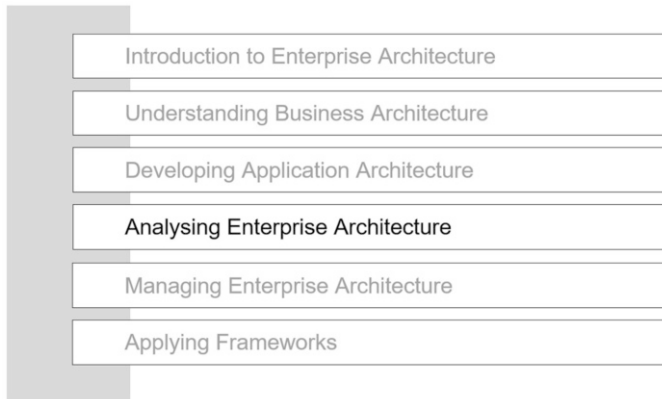 Introduction to Enterprise Architecture
Understanding Business Architecture
Developing Application Architecture
Analysing Enterprise Architecture
Managing Enterprise Architecture
Applying Frameworks